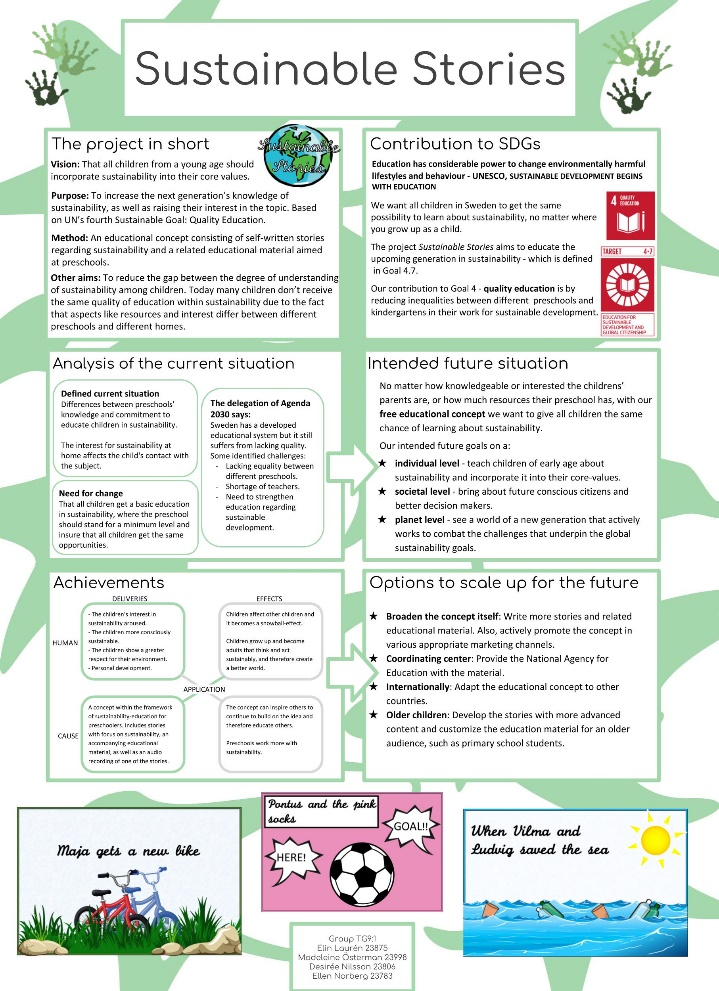 Sustainable Stories
The project in short
Sustainable
Stories
Vision: That all children from a young age should
incorporate sustainability into their core values.
Purpose: To increase the next generation's knowledge of
sustainability, as well as raising their interest in the topic. Based
on UN's fourth Sustainable Goal: Quality Education.
Method: An educational concept consisting of self-written stories
regarding sustainability and a related educational material aimed
at preschools.
Other aims: To reduce the gap between the degree of understanding
of sustainability among children. Today many children don't receive
the same quality of education within sustainability due to the fact
that aspects like resources and interest differ between different
preschools and different homes.
Contribution to SDGs
Education has considerable power to change environmentally harmful
lifestyles and behaviour - UNESCO, SUSTAINABLE DEVELOPMENT BEGINS
WITH EDUCATION
We want all children in Sweden to get the same
possibility to learn about sustainability, no matter where
you grow up as a child.
The project Sustainable Stories aims to educate the
upcoming generation in sustainability - which is defined
in Goal 4.7.
Our contribution to Goal 4 - quality education is by
reducing inequalities between different preschools and
kindergartens in their work for sustainable development.
4 QUALITY
EDUCATION
TARGET 4-7
EDUCATION FOR
SUSTAINABLE
DEVELOPMENT AND
GLOBAL CITIZENSHIP
Analysis of the current situation
Defined current situation
Differences between preschools'
knowledge and commitment to
educate children in sustainability.
The interest for sustainability at
home affects the child's contact with
the subject.
Need for change
That all children get a basic education
in sustainability, where the preschool
should stand for a minimum level and
insure that all children get the same
opportunities.
The delegation of Agenda
2030 says:
Sweden has a developed
educational system but it still
suffers from lacking quality.
Some identified challenges:
- Lacking equality between
different preschools.
- Shortage of teachers.
- Need to strengthen
education regarding
sustainable
development.
Intended future situation
No matter how knowledgeable or interested the childrens'
parents are, or how much resources their preschool has, with our
free educational concept we want to give all children the same
chance of learning about sustainability.
Our intended future goals on a:
★ individual level - teach children of early age about
sustainability and incorporate it into their core-values.
★ societal level - bring about future conscious citizens and
better decision makers.
★ planet level - see a world of a new generation that actively
works to combat the challenges that underpin the global
sustainability goals.
Achievements
DELIVERIES
EFFECTS
HUMAN
- The children's interest in
sustainability aroused.
- The children more consciously
sustainable.
- The children show a greater
respect for their environment.
- Personal development.
Children affect other children and
it becomes a snowball-effect.
Children grow up and become
adults that think and act
sustainably, and therefore create
a better world.
APPLICATION
CAUSE
A concept within the framework
of sustainability-education for
preschoolers. Includes stories
with focus on sustainability, an
accompanying educational
material, as well as an audio
recording of one of the stories.
The concept can inspire others to
continue to build on the idea and
therefore educate others.
Preschools work more with
sustainability.
Options to scale up for the future
★ Broaden the concept itself: Write more stories and related
educational material. Also, actively promote the concept in
various appropriate marketing channels.
★ Coordinating center: Provide the National Agency for
Education with the material.
★ Internationally: Adapt the educational concept to other
countries.
★ Older children: Develop the stories with more advanced
content and customize the education material for an older
audience, such as primary school students.
Maja gets a new bike
Pontus and the pink
socks
HERE!
GOAL!!
When Vilma and
Ludvig saved the sea
Group TG9:1
Elin Laurén 23875
Madeleine Österman 23998
Desirée Nilsson 23806
Ellen Norberg 23783